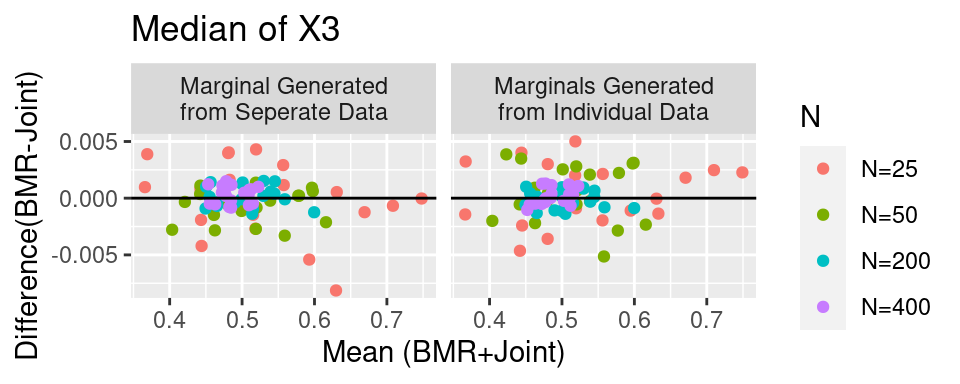 Median of X3
Marginal Generated
from Seperate Data
Marginals Generated
from Individual Data
Difference(BMR-Joint)
0.005
0.000
-0.005
0.4 0.5 0.6 0.7
0.4 0.5 0.6 0.7
Mean (BMR+Joint)
N
N=25
N=50
N=200
N=400